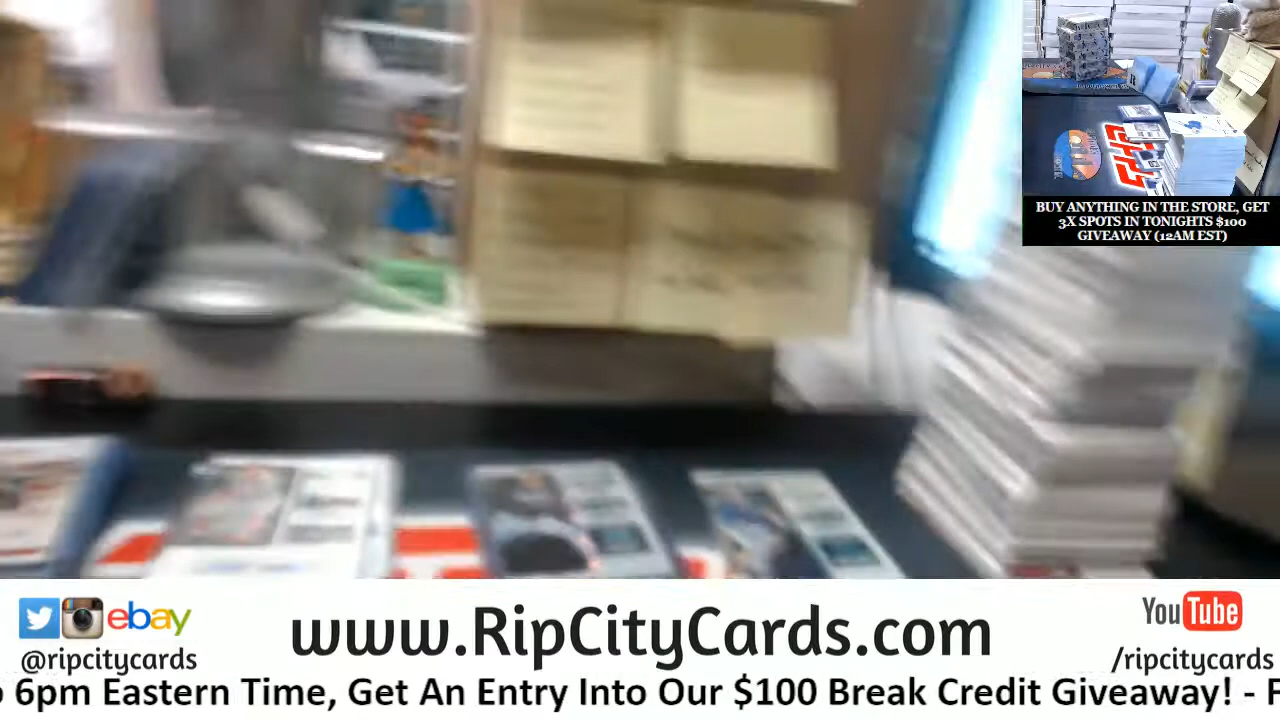 BUY ANYTHING IN THE STORE, GET
3X SPOTS IN TONIGHTS $100
GIVEAWAY (12AM EST)
ebay
@ripcitycards
www.RipCityCards.com
YouTube
/ripcitycards
6pm Eastern Time, Get An Entry Into Our $100 Break Credit Giveaway! - F